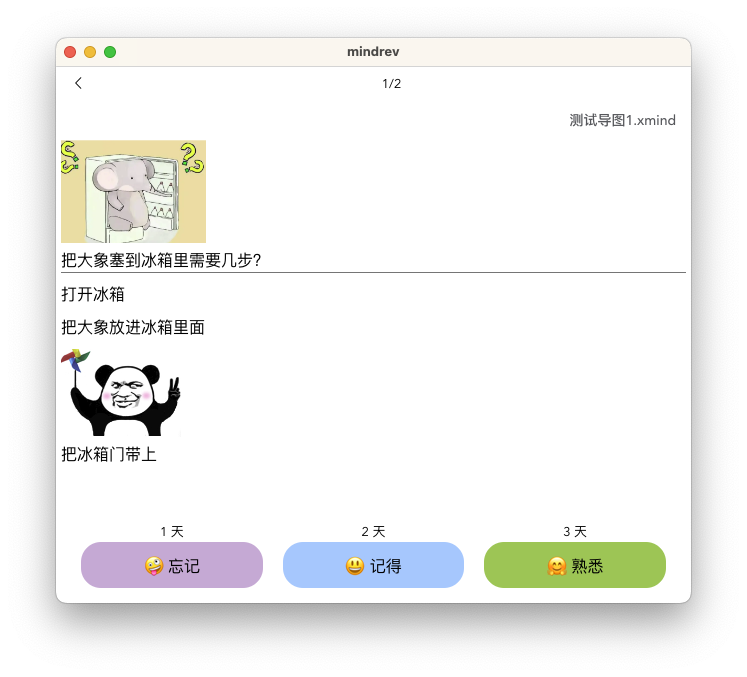 mindrev
1/2
测试导图1.xmind
把大象塞到冰箱里需要几步?
打开冰箱
把大象放进冰箱里面
把冰箱门带上
1 天
2 天
3 天
🤪 忘记
😃 记得
🤗 熟悉